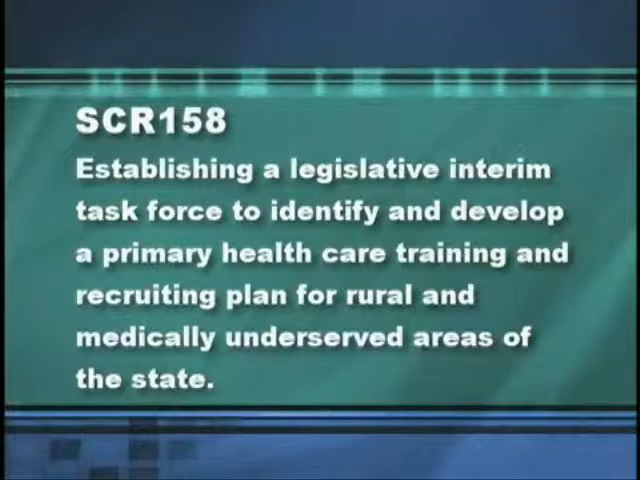 SCR158
Establishing a legislative interim
task force to identify and develop
a primary health care training and
recruiting plan for rural and
medically underserved areas of
the state.